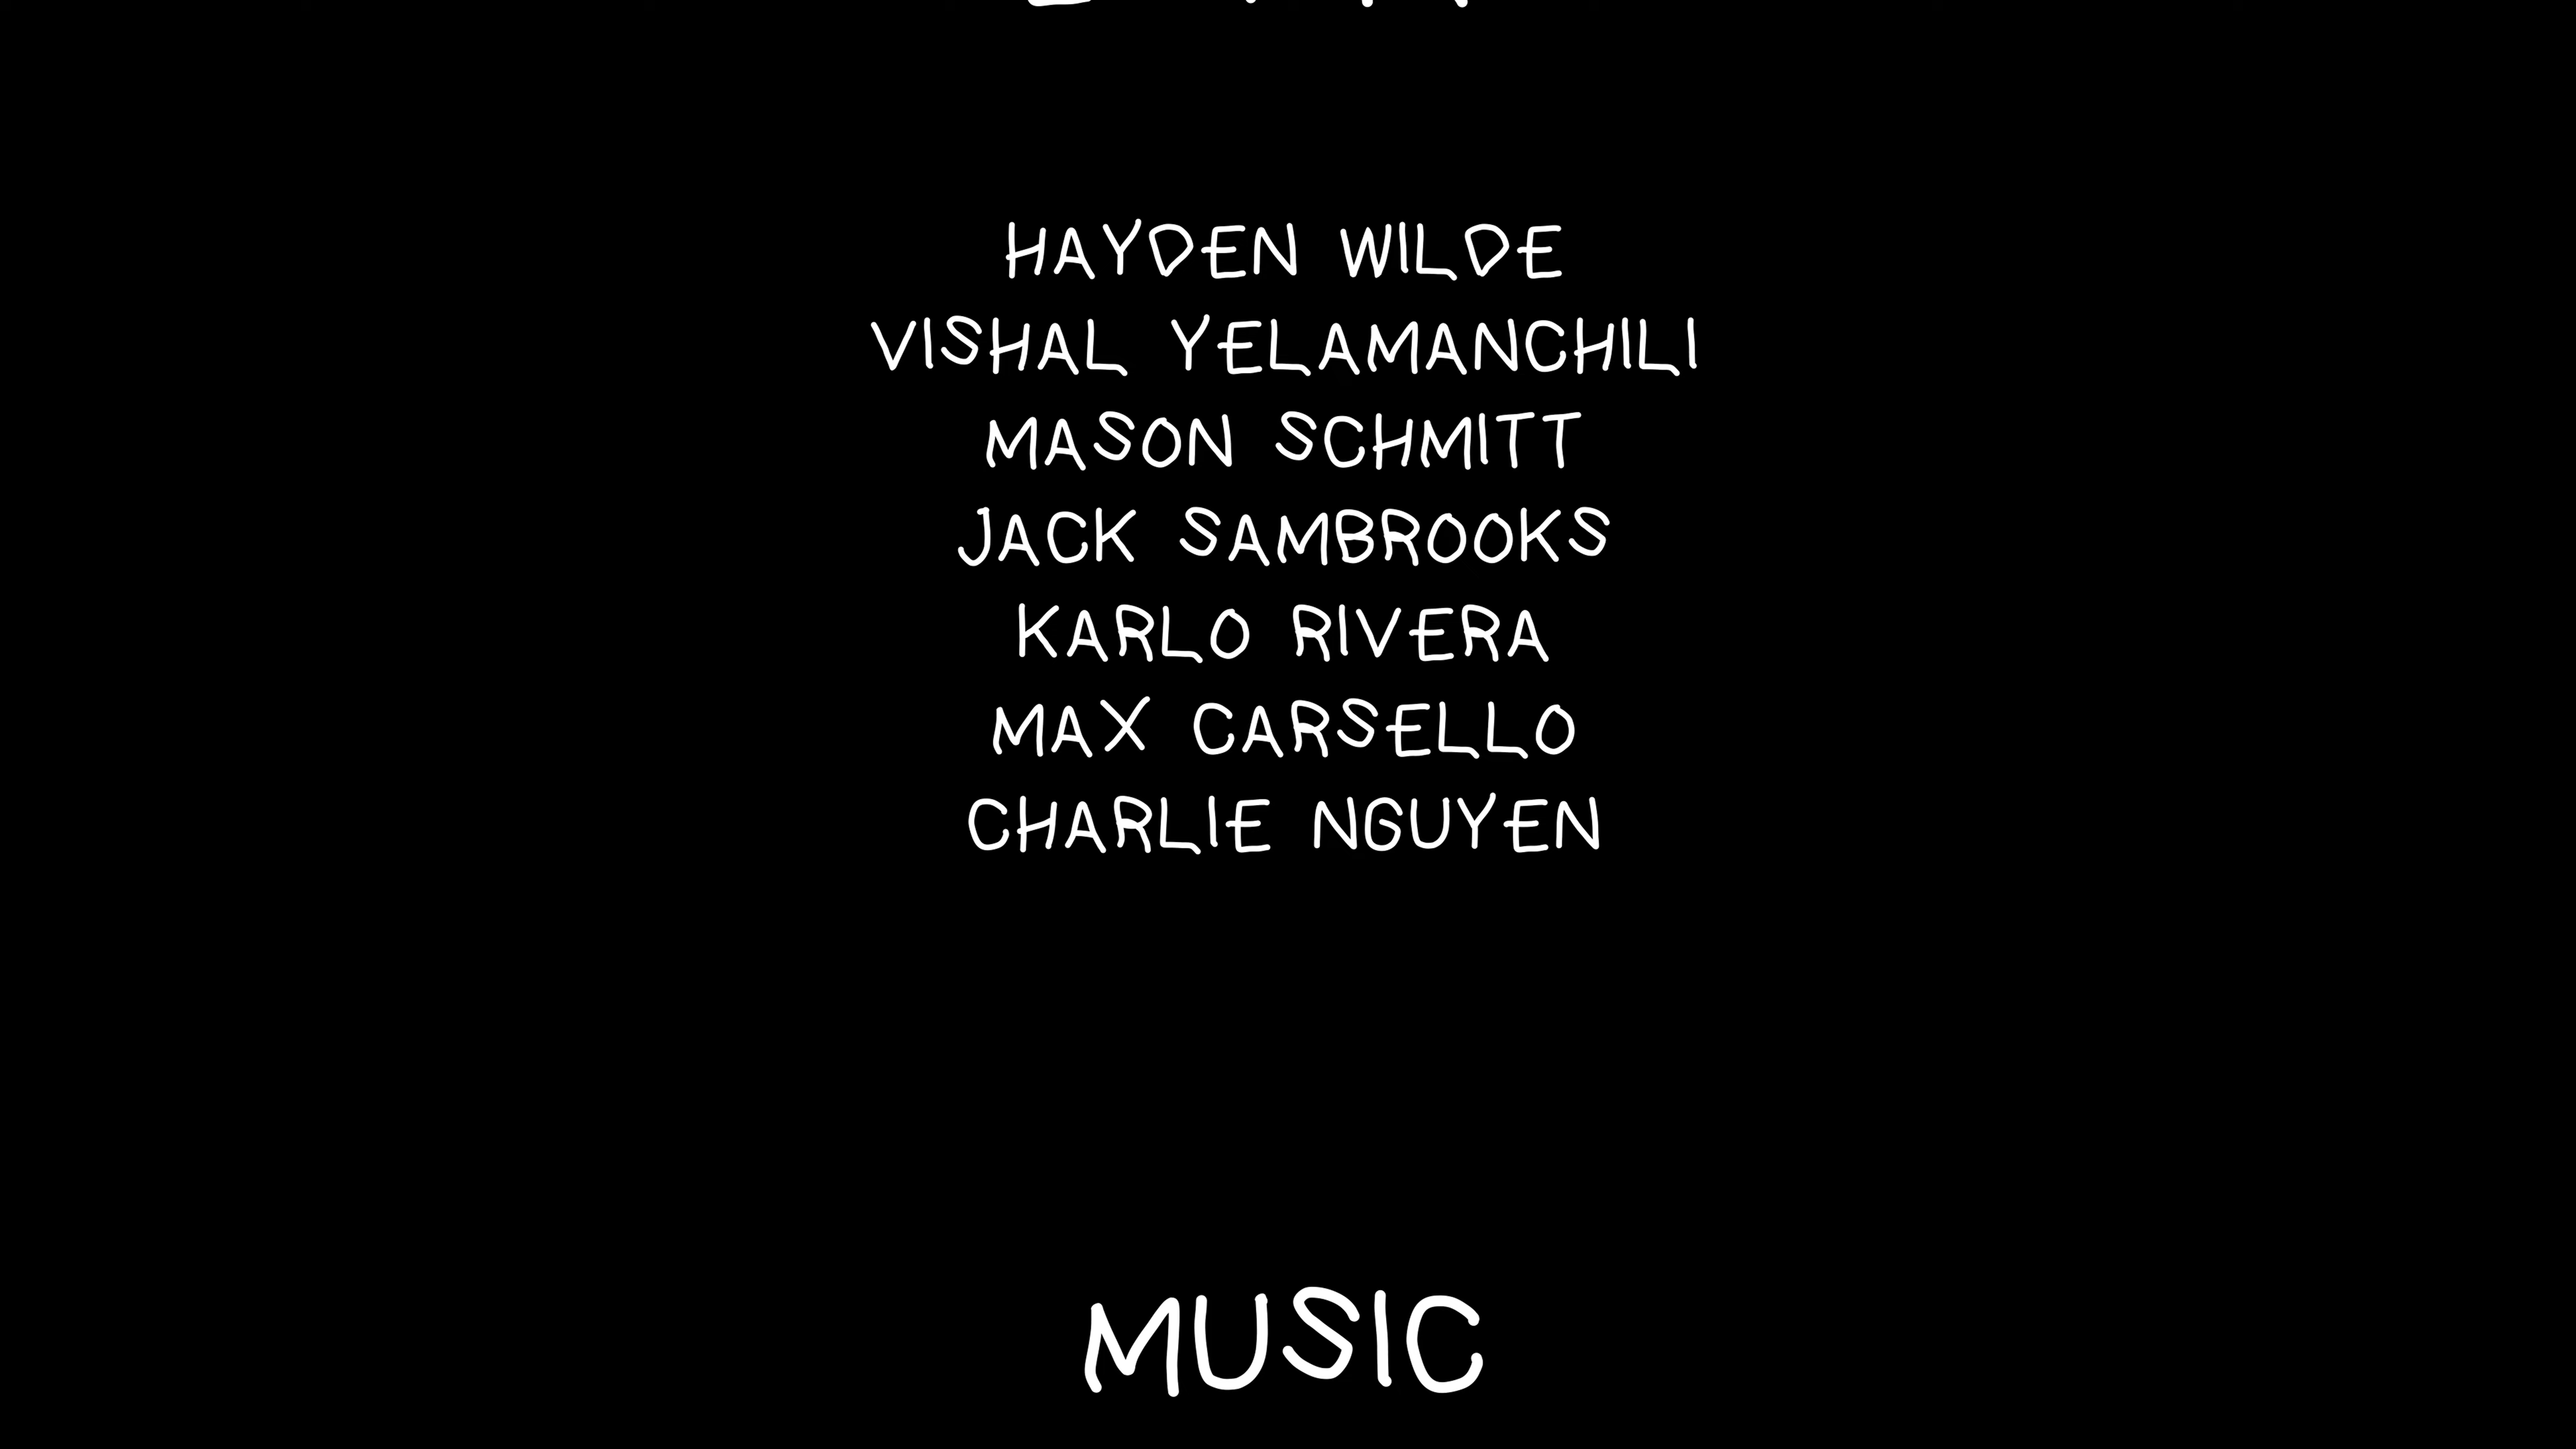 HAYDEN WILDE
VISHAL YELAMANCHILI
MASON SCHMITT
JACK SAMBROOKS
KARLO RIVERA
MAX CARSELLO
CHARLIE NGUYEN
MUSIC